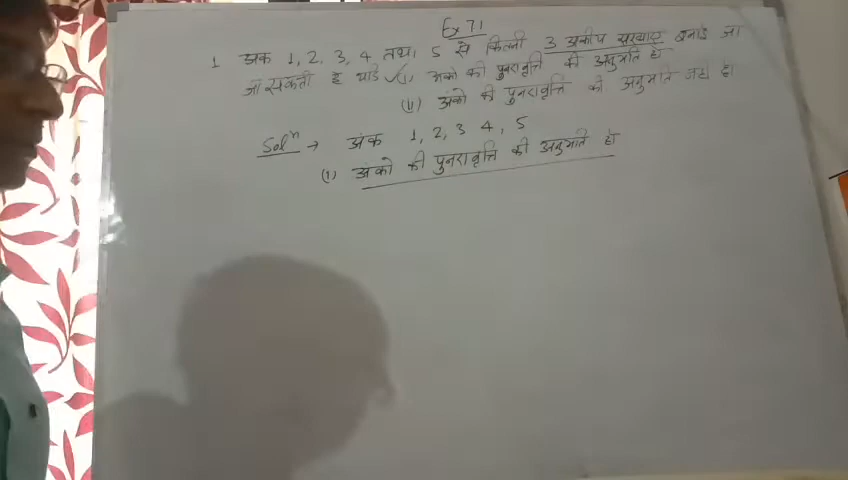 Ex 7.1
1 अंक 1, 2, 3, 4 तथा 5 से कितनी 3 अंकीय संख्याएँ बनाई जा
जा सकती है यदि (i) अंकों की पुनरावृत्ति की अनुमति हो
(ii) अंकों की पुनरावृत्ति की अनुमति नहीं हो
Solⁿ → अंक 1, 2, 3 4, 5
(i) अंकों की पुनरावृत्ति की अनुमति हो